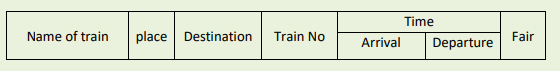 Name of train place Destination Train No Time Fair
Arrival Departure